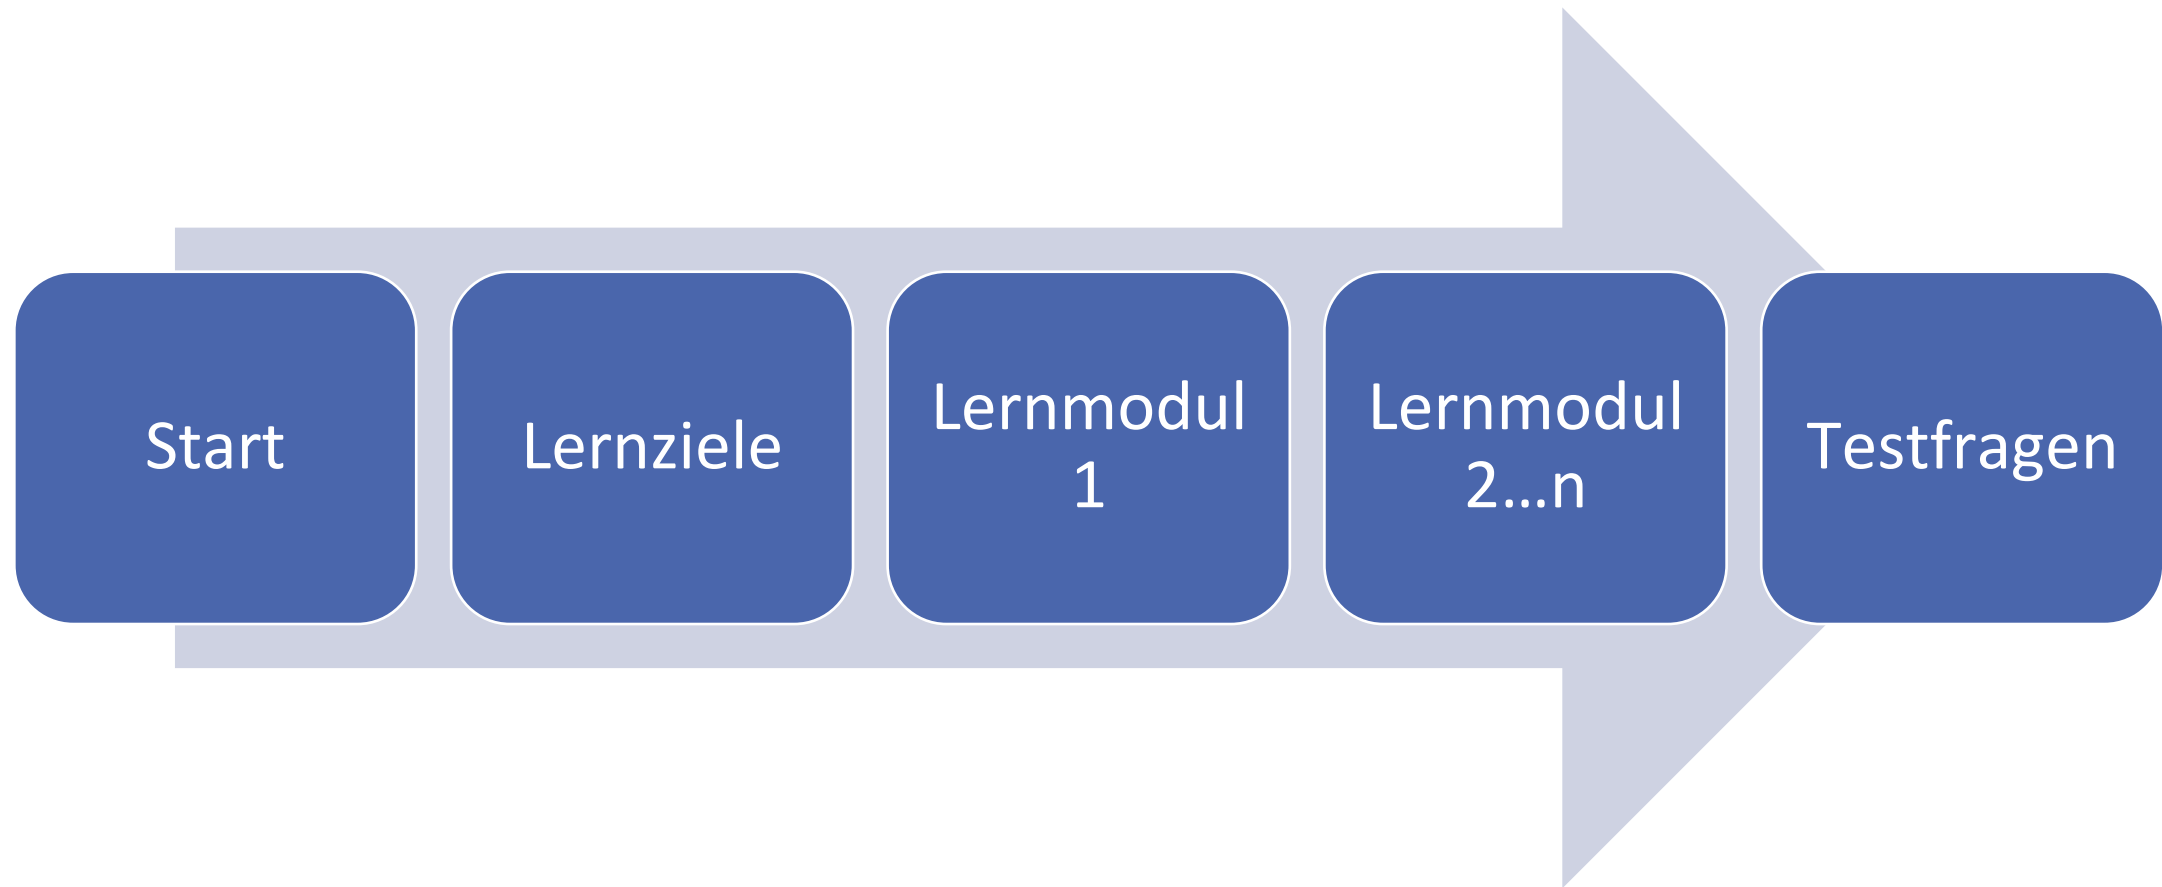 Start
Lernziele
Lernmodul
1
Lernmodul
2...n
Testfragen